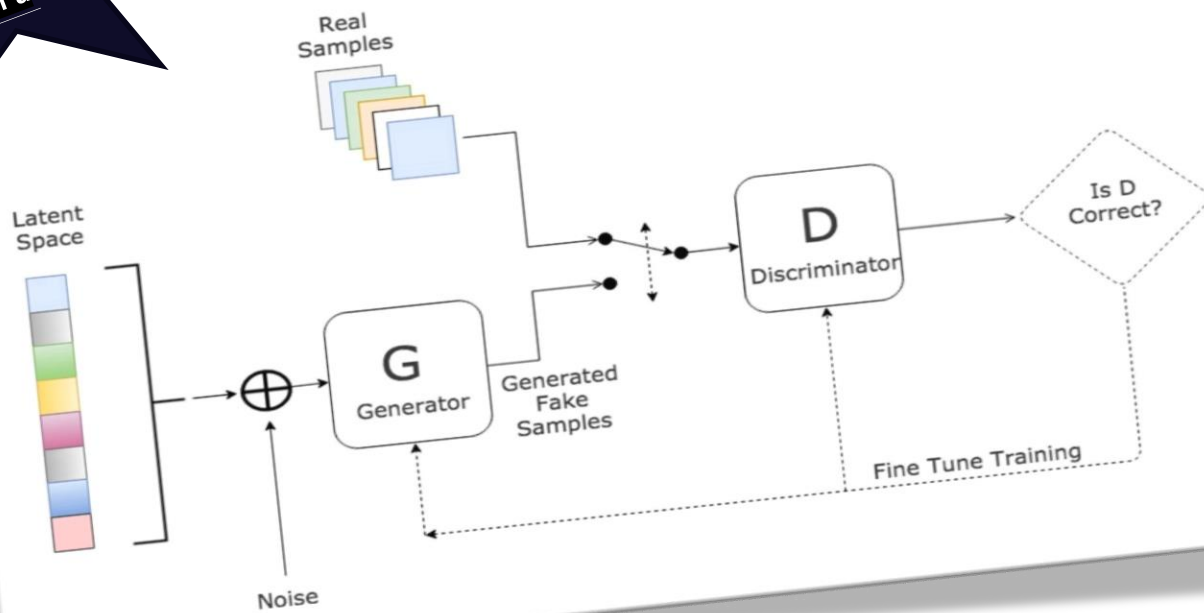 Real
Samples
Latent
Space
G
Generator
Generated
Fake
Samples
D
Discriminator
Is D
Correct?
Fine Tune Training
Noise